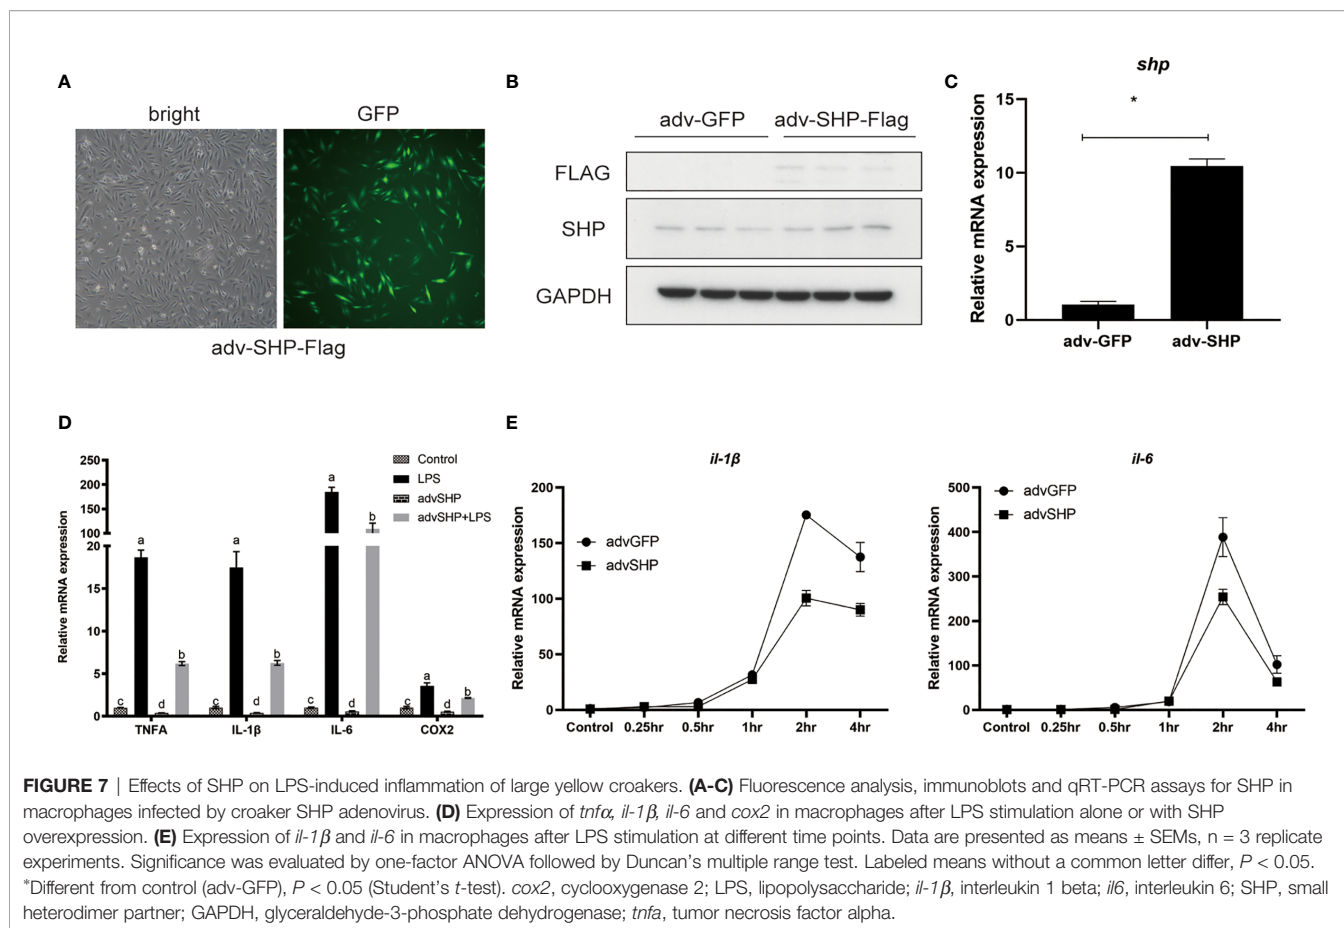 A
bright
GFP
adv-SHP-Flag
B
adv-GFP
adv-SHP-Flag
FLAG
SHP
GAPDH
C
shp
*
Relative mRNA expression
15
10
5
0
adv-GFP
adv-SHP
D
Relative mRNA expression
250
200
150
100
20
15
10
5
0
Control
LPS
advSHP
advSHP+LPS
c a d b
c a d b
c a d b
c a d b
TNFA
IL-1β
IL-6
COX2
E
il-1β
Relative mRNA expression
200
150
100
50
0
advGFP
advSHP
Control
0.25hr
0.5hr
1hr
2hr
4hr
il-6
Relative mRNA expression
500
400
300
200
100
0
advGFP
advSHP
Control
0.25hr
0.5hr
1hr
2hr
4hr
FIGURE 7 | Effects of SHP on LPS-induced inflammation of large yellow croakers. (A-C) Fluorescence analysis, immunoblots and qRT-PCR assays for SHP in
macrophages infected by croaker SHP adenovirus. (D) Expression of tnfα, il-1β, il-6 and cox2 in macrophages after LPS stimulation alone or with SHP
overexpression. (E) Expression of il-1β and il-6 in macrophages after LPS stimulation at different time points. Data are presented as means ± SEMs, n = 3 replicate
experiments. Significance was evaluated by one-factor ANOVA followed by Duncan's multiple range test. Labeled means without a common letter differ, P < 0.05.
*Different from control (adv-GFP), P < 0.05 (Student's t-test). cox2, cyclooxygenase 2; LPS, lipopolysaccharide; il-1β, interleukin 1 beta; il6, interleukin 6; SHP, small
heterodimer partner; GAPDH, glyceraldehyde-3-phosphate dehydrogenase; tnfa, tumor necrosis factor alpha.